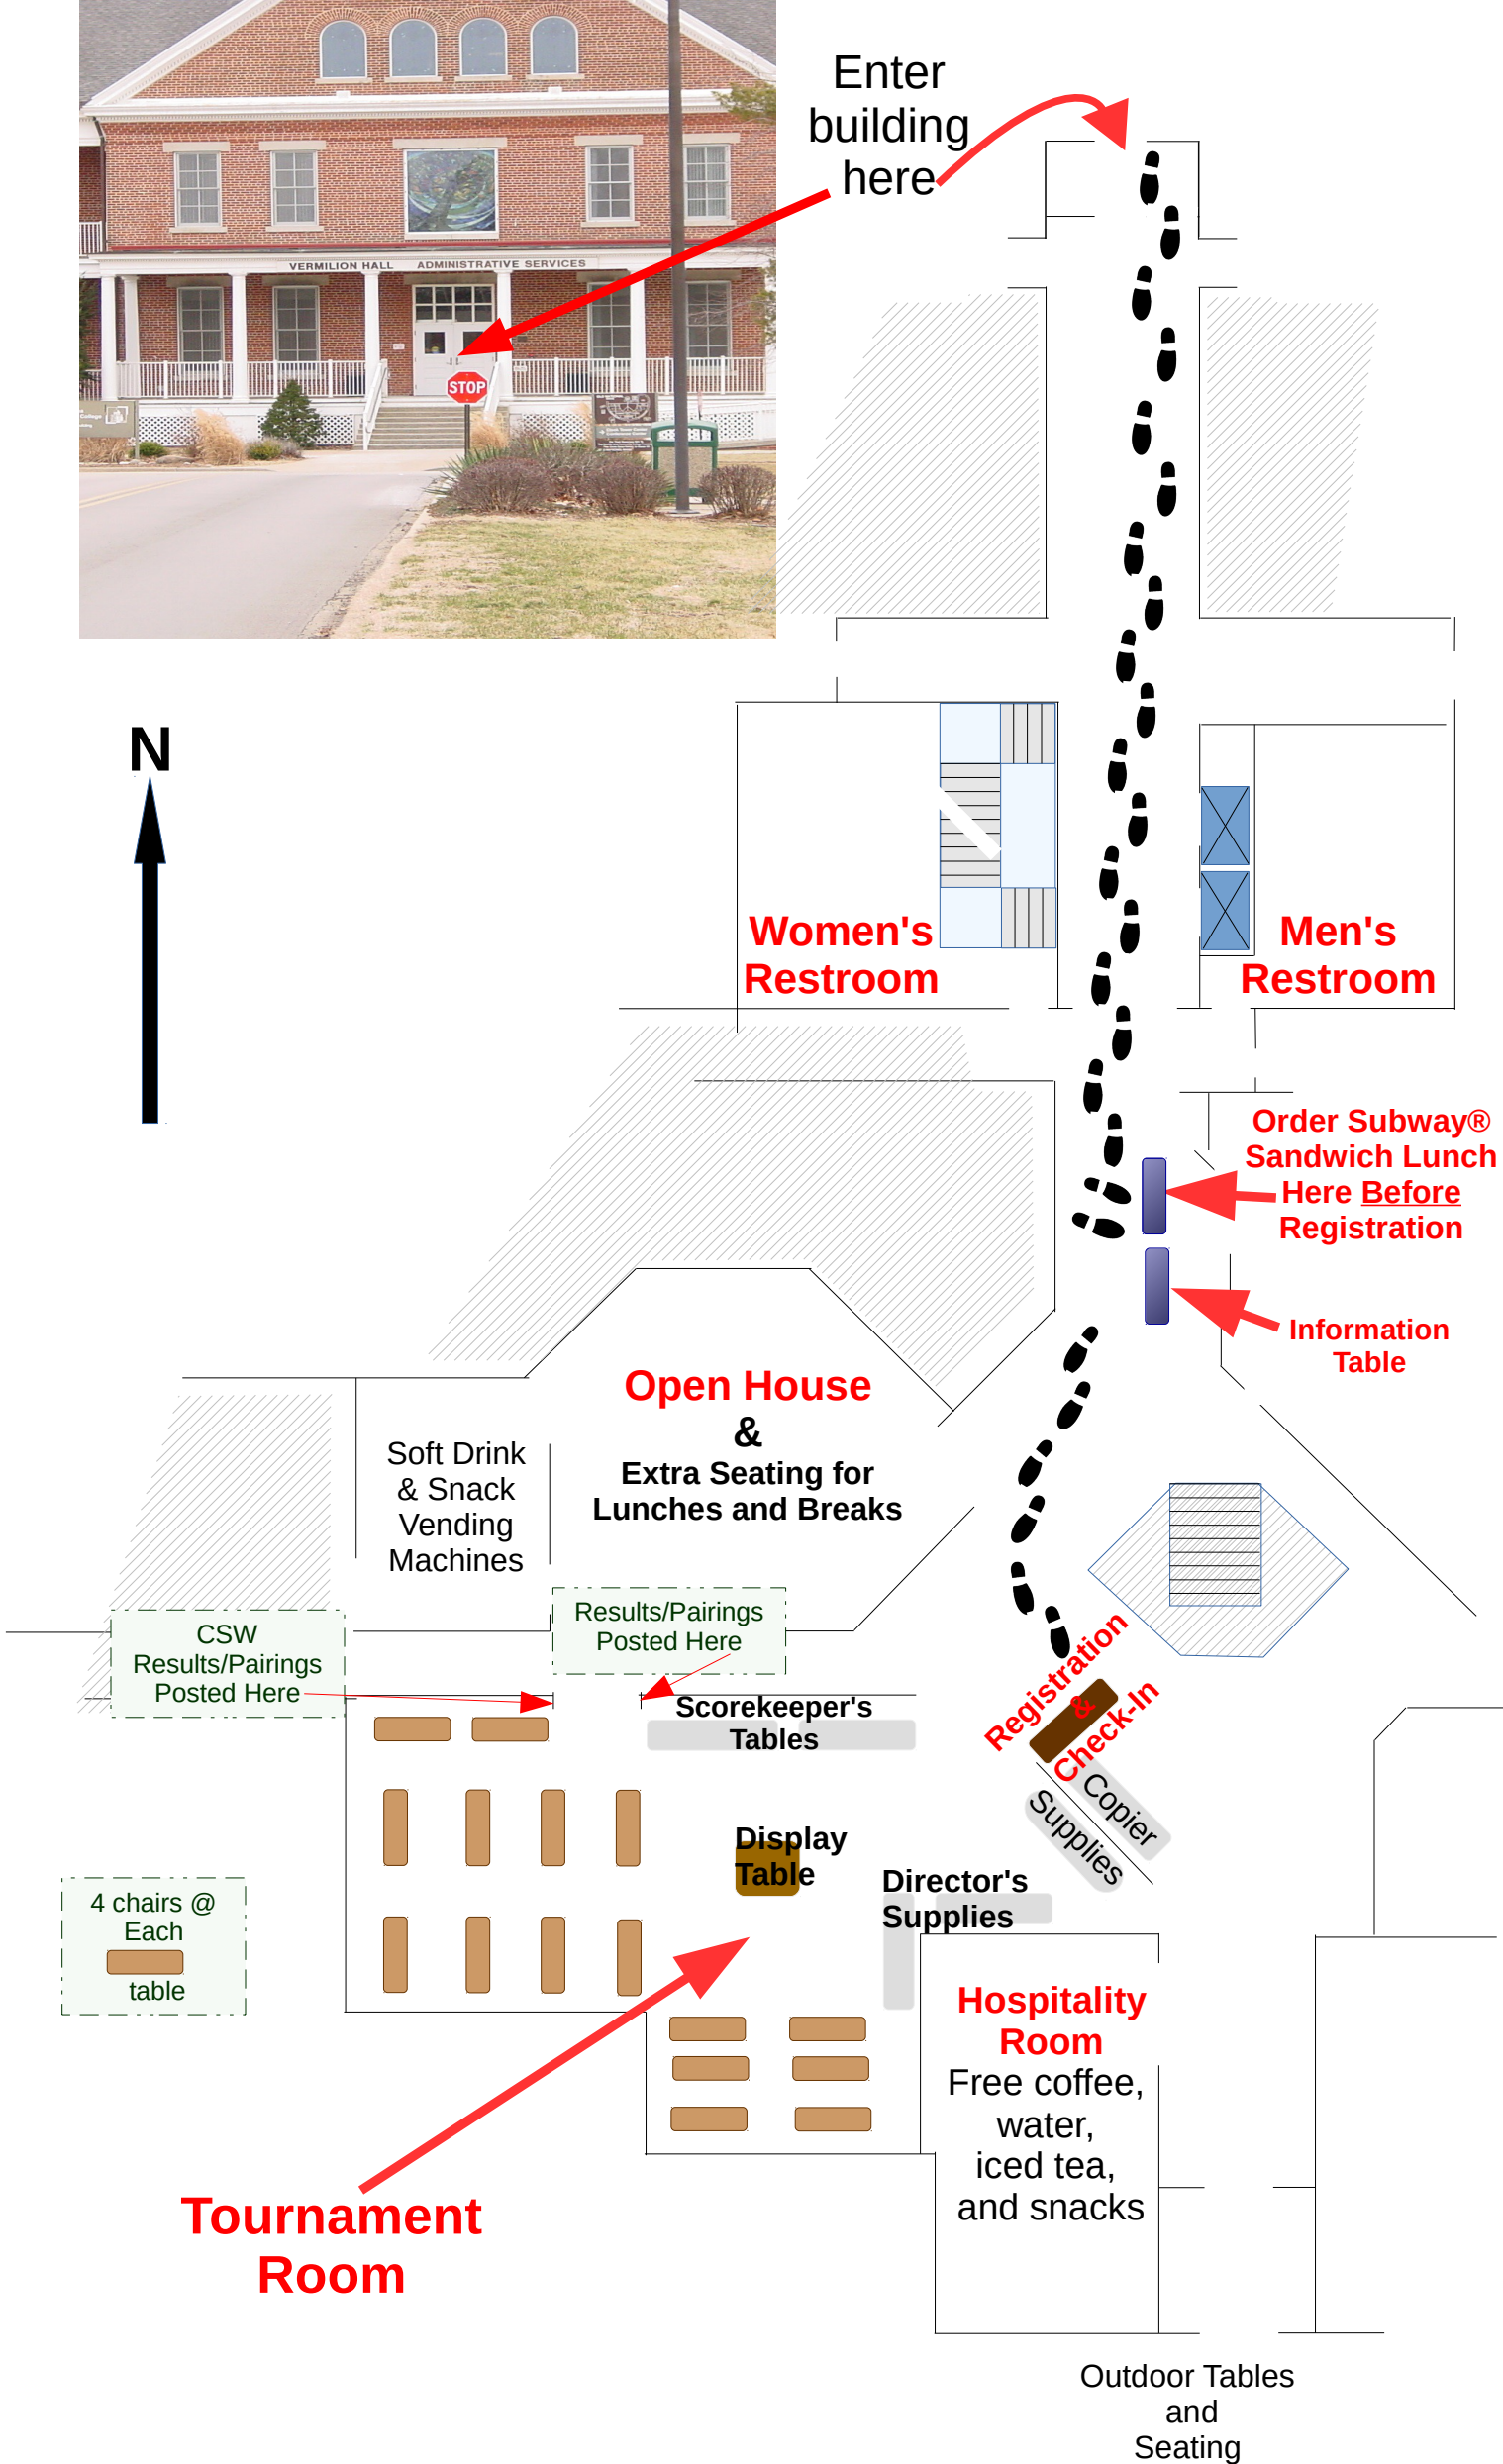 Enter
building
here
VERMILION HALL ADMINISTRATIVE SERVICES
STOP
N
Women's
Restroom
Men's
Restroom
Order Subway®
Sandwich Lunch
Here Before
Registration
Information
Table
Open House
&
Extra Seating for
Lunches and Breaks
Soft Drink
& Snack
Vending
Machines
CSW
Results/Pairings
Posted Here
Results/Pairings
Posted Here
Scorekeeper's
Tables
Registration
&
Check-In
Copier
Supplies
Display
Table
Director's
Supplies
4 chairs @
Each
table
Hospitality
Room
Free coffee,
water,
iced tea,
and snacks
Tournament
Room
Outdoor Tables
and
Seating